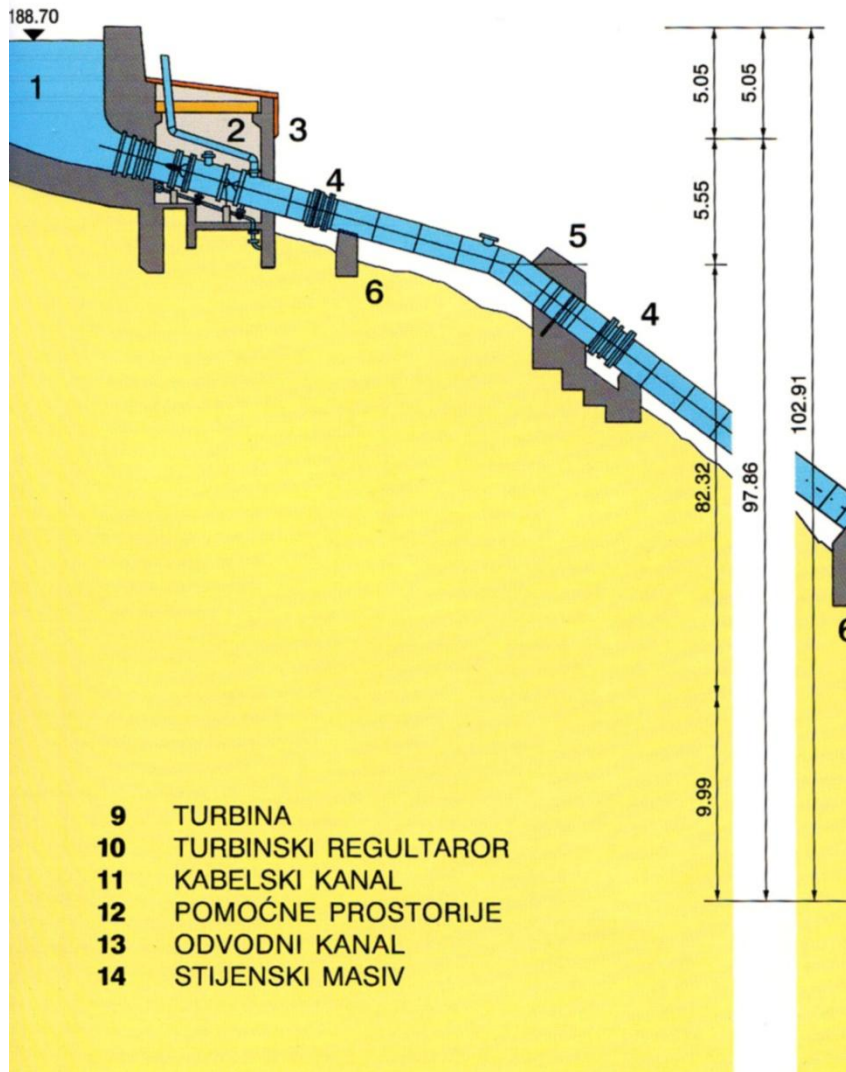 188.70
1
2
3
4
5
4
6
5.05
5.05
5.55
82.32
97.86
102.91
9.99
6
9 TURBINA
10 TURBINSKI REGULTAROR
11 KABELSKI KANAL
12 POMOĆNE PROSTORIJE
13 ODVODNI KANAL
14 STIJENSKI MASIV